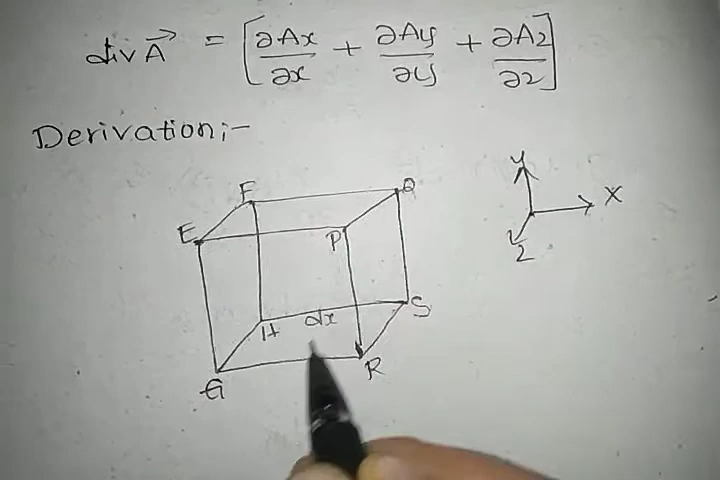 div A⃗ = [∂Ax/∂x + ∂Ay/∂y + ∂Az/∂z]
Derivation;-
F Q
E P
H dx S
G R
Y
X
Z